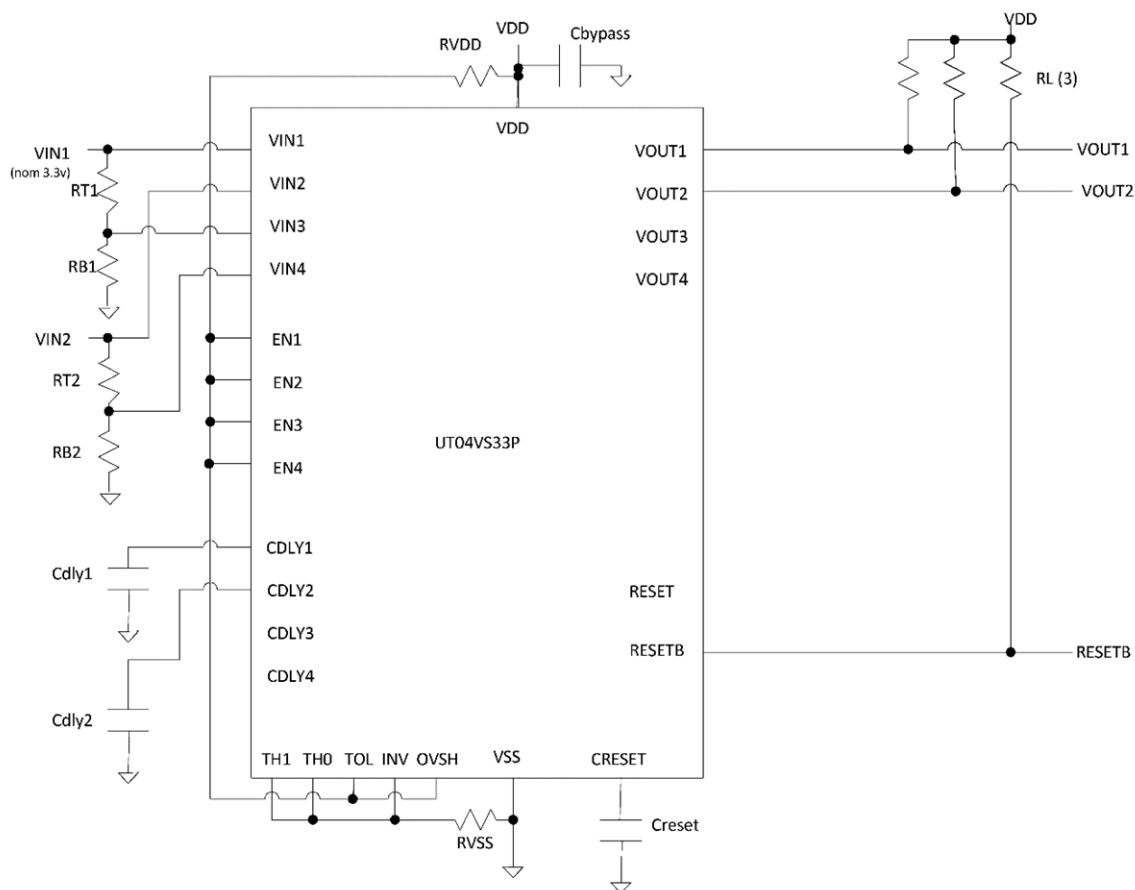 VDD
Cbypass
RVDD
VDD
RL (3)
VDD
VIN1
(nom 3.3v)
RT1
RB1
VIN2
RT2
RB2
VIN1
VIN2
VIN3
VIN4
EN1
EN2
EN3
EN4
UT04VS33P
VOUT1
VOUT2
VOUT3
VOUT4
VOUT1
VOUT2
CDLY1
CDLY2
CDLY3
CDLY4
Cdly1
Cdly2
RESET
RESETB
RESETB
TH1
TH0
TOL
INV
OVSH
VSS
CRESET
RVSS
Creset